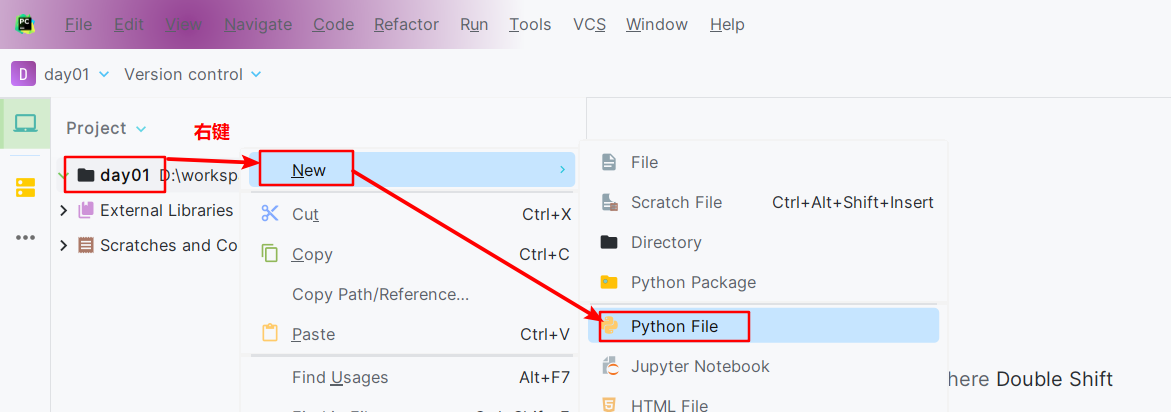 PC
File Edit View Navigate Code Refactor Run Tools VCS Window Help
D day01 Version control
Project
右键
day01 D:\worksp
External Libraries
Scratches and Co
New
Cut Ctrl+X
Copy Ctrl+C
Copy Path/Reference...
Paste Ctrl+V
Find Usages Alt+F7
File
Scratch File Ctrl+Alt+Shift+Insert
Directory
Python Package
Python File
Jupyter Notebook
HTML File
here Double Shift